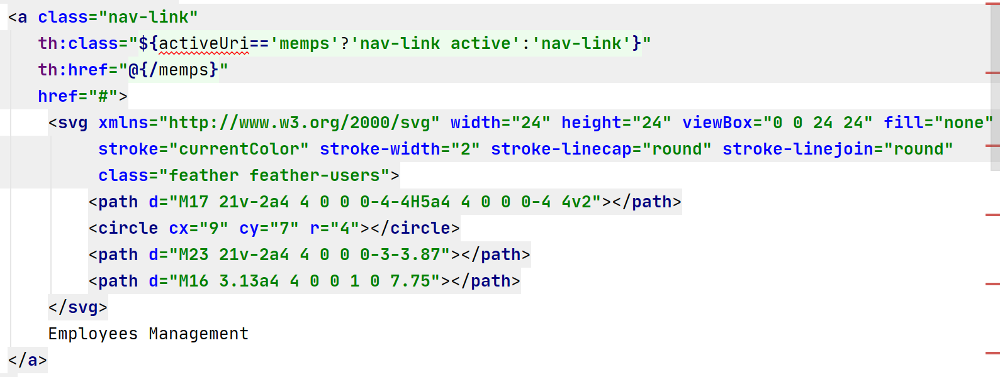 <a class="nav-link"
th:class="${activeUri=='memps'?'nav-link active':'nav-link'}"
th:href="@{/memps}"
href="#">
<svg xmlns="http://www.w3.org/2000/svg" width="24" height="24" viewBox="0 0 24 24" fill="none"
stroke="currentColor" stroke-width="2" stroke-linecap="round" stroke-linejoin="round"
class="feather feather-users">
<path d="M17 21v-2a4 4 0 0 0-4-4H5a4 4 0 0 0-4 4v2"></path>
<circle cx="9" cy="7" r="4"></circle>
<path d="M23 21v-2a4 4 0 0 0-3-3.87"></path>
<path d="M16 3.13a4 4 0 0 1 0 7.75"></path>
</svg>
Employees Management
</a>